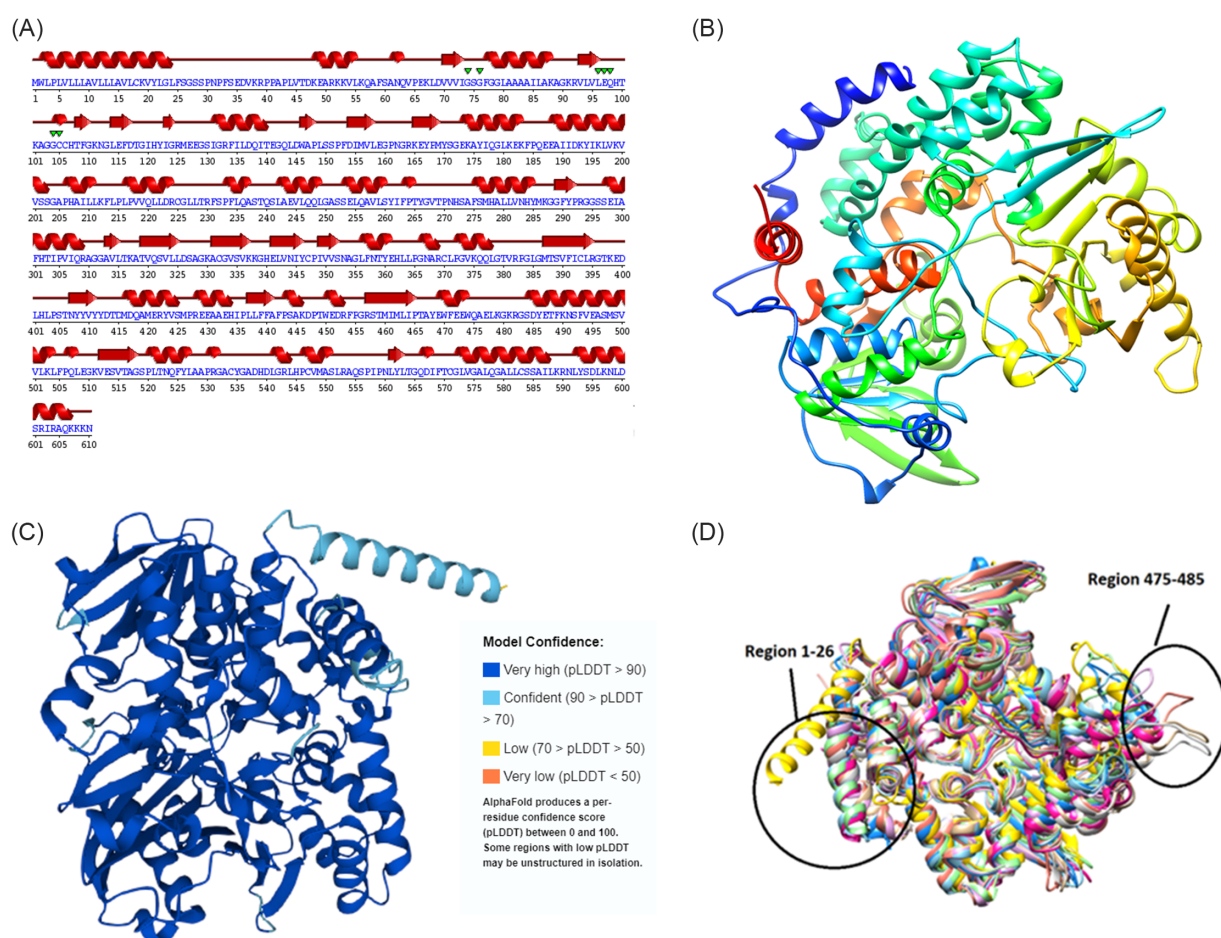 (A)
MWLPLVLLLAVLLLAVLCKVYLGLFSGSSPNPFSEDVKRPPAPLVTDKEARKKVLKQAFSANQVPEKLDVVVIGSGFGGLAAAAILAKAGKRVLVLEQHT
1 5 10 15 20 25 30 35 40 45 50 55 60 65 70 75 80 85 90 95 100
KAGGCCHTFGKNGLEFDTGIHYIGRMEEGSIGRFILDQITEGQLDWAPLSSPFDIMVLEGPNGRKEYPMYSGEKAYIQGLKEKFPQEEAIIDKYIKLVKV
101 105 110 115 120 125 130 135 140 145 150 155 160 165 170 175 180 185 190 195 200
VSSGAPHAILLKFLPLPVVQLLDRCGLLTRFSPFLQASTQSLAEVLQQLGASSELQAVLSYIFPTYGVTPNHSAFSMHALLVNHYMKGGFYPRGGSSEIA
201 205 210 215 220 225 230 235 240 245 250 255 260 265 270 275 280 285 290 295 300
FHTIPVIQRAGGAVLTKATVQSVLLDSAGKACGVSVKKGHELVNIYCPIVVSNAGLFNTYEHLLPGNARCLPGVKQQLGTVRPGLGMTSVFICLRGTKED
301 305 310 315 320 325 330 335 340 345 350 355 360 365 370 375 380 385 390 395 400
LHLPSTNYYVYYDTDMDQAMERYVSMPREEAAEHIPLLFFAFPSAKDPTWEDRFPGRSTMIMLIPTAYEWFEEWQAELKGKRGSDYETFKNSFVEASMSV
401 405 410 415 420 425 430 435 440 445 450 455 460 465 470 475 480 485 490 495 500
VLKLFPQLEGKVESVTAGSPLTNQFYLAAPRGACYGADHDLGRLHPCVMASLRAQSPIPNLYLTGQDIFTCGLVGALQGALLCSSAILKRNLYSDLKNLD
501 505 510 515 520 525 530 535 540 545 550 555 560 565 570 575 580 585 590 595 600
SRIRAQKKKN
601 605 610
(B)
(C)
Model Confidence:
Very high (pLDDT > 90)
Confident (90 > pLDDT
> 70)
Low (70 > pLDDT > 50)
Very low (pLDDT < 50)
AlphaFold produces a per-
residue confidence score
(pLDDT) between 0 and 100.
Some regions with low pLDDT
may be unstructured in isolation.
(D)
Region 475-485
Region 1-26